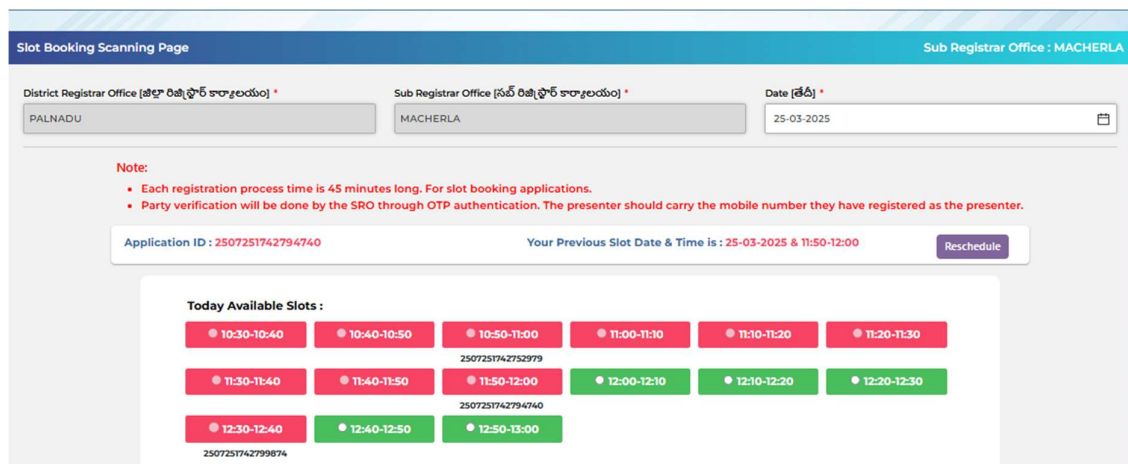 Slot Booking Scanning Page Sub Registrar Office : MACHERLA
District Registrar Office [జిల్లా రిజిస్ట్రార్ కార్యాలయం] * Sub Registrar Office [సబ్ రిజిస్ట్రార్ కార్యాలయం] * Date [తేదీ] *
PALNADU MACHERLA 25-03-2025
Note:
• Each registration process time is 45 minutes long. For slot booking applications.
• Party verification will be done by the SRO through OTP authentication. The presenter should carry the mobile number they have registered as the presenter.
Application ID : 2507251742794740 Your Previous Slot Date & Time is : 25-03-2025 & 11:50-12:00 Reschedule
Today Available Slots :
10:30-10:40 10:40-10:50 10:50-11:00 11:00-11:10 11:10-11:20 11:20-11:30
2507251742752979
11:30-11:40 11:40-11:50 11:50-12:00 12:00-12:10 12:10-12:20 12:20-12:30
2507251742794740
12:30-12:40 12:40-12:50 12:50-13:00
2507251742799874